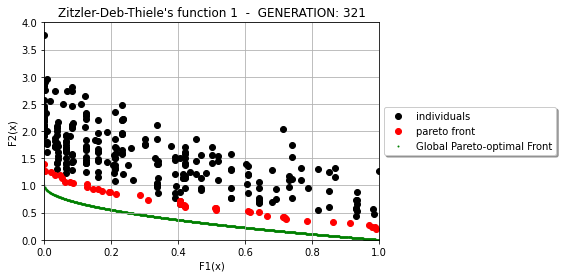 Zitzler-Deb-Thiele's function 1 - GENERATION: 321
4.0
3.5
3.0
2.5
2.0
1.5
1.0
0.5
0.0
F2(x)
0.0 0.2 0.4 0.6 0.8 1.0
F1(x)
individuals
pareto front
Global Pareto-optimal Front